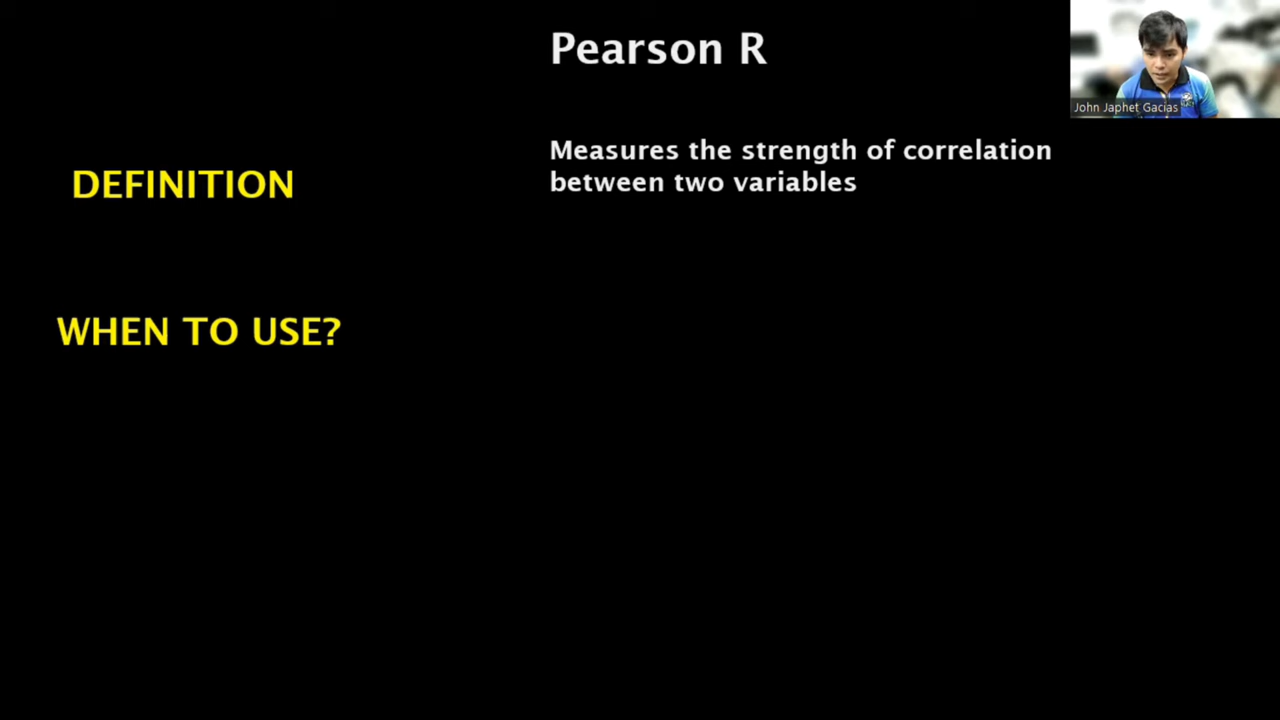 Pearson R
John Japhet Gacias
DEFINITION
Measures the strength of correlation
between two variables
WHEN TO USE?